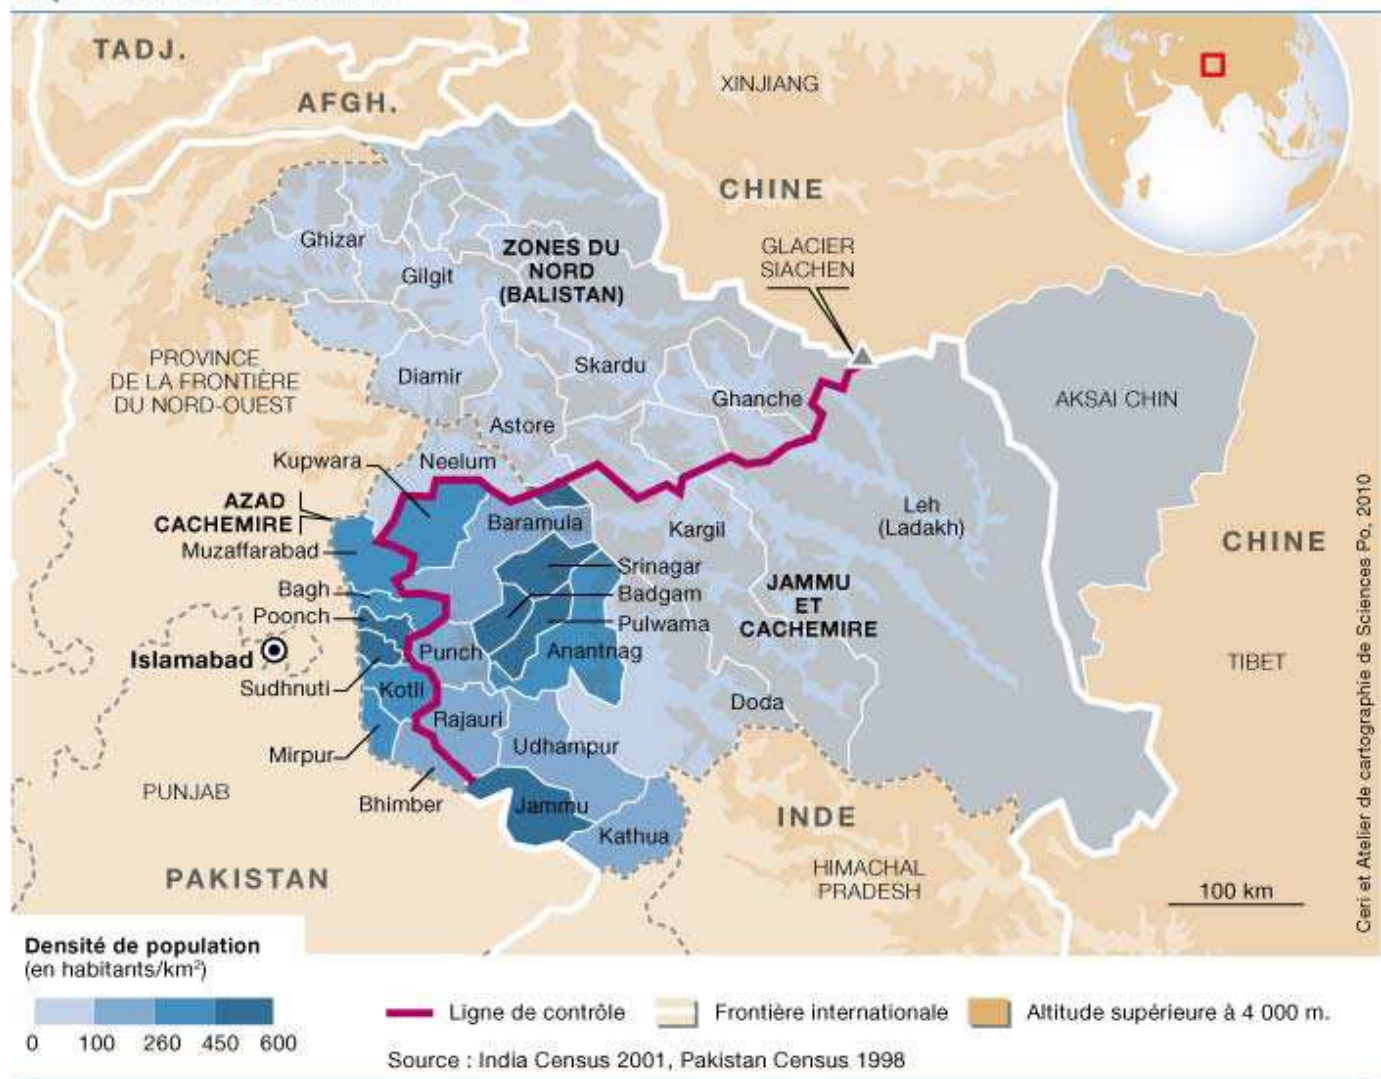 TADJ.
AFGH.
XINJIANG
CHINE
GLACIER
SIACHEN
ZONES DU
NORD
(BALISTAN)
Ghizar
Gilgit
Skardu
Diamir
Ghanche
Astore
AKSAI CHIN
PROVINCE
DE LA FRONTIÈRE
DU NORD-OUEST
Kupwara
Neelum
AZAD
CACHEMIRE
Muzaffarabad
Baramula
Kargil
Leh
(Ladakh)
CHINE
Bagh
Srinagar
Badgam
JAMMU
ET
CACHEMIRE
Poonch
Pulwama
Islamabad
Punch
Anantnag
TIBET
Sudhnuti
Kotli
Doda
Rajauri
Udhampur
Mirpur
PUNJAB
Bhimber
Jammu
Kathua
INDE
HIMACHAL
PRADESH
PAKISTAN
100 km
Ceri et Atelier de cartographie de Sciences Po, 2010
Densité de population
(en habitants/km²)
0 100 260 450 600
Ligne de contrôle
Frontière internationale
Altitude supérieure à 4 000 m.
Source : India Census 2001, Pakistan Census 1998